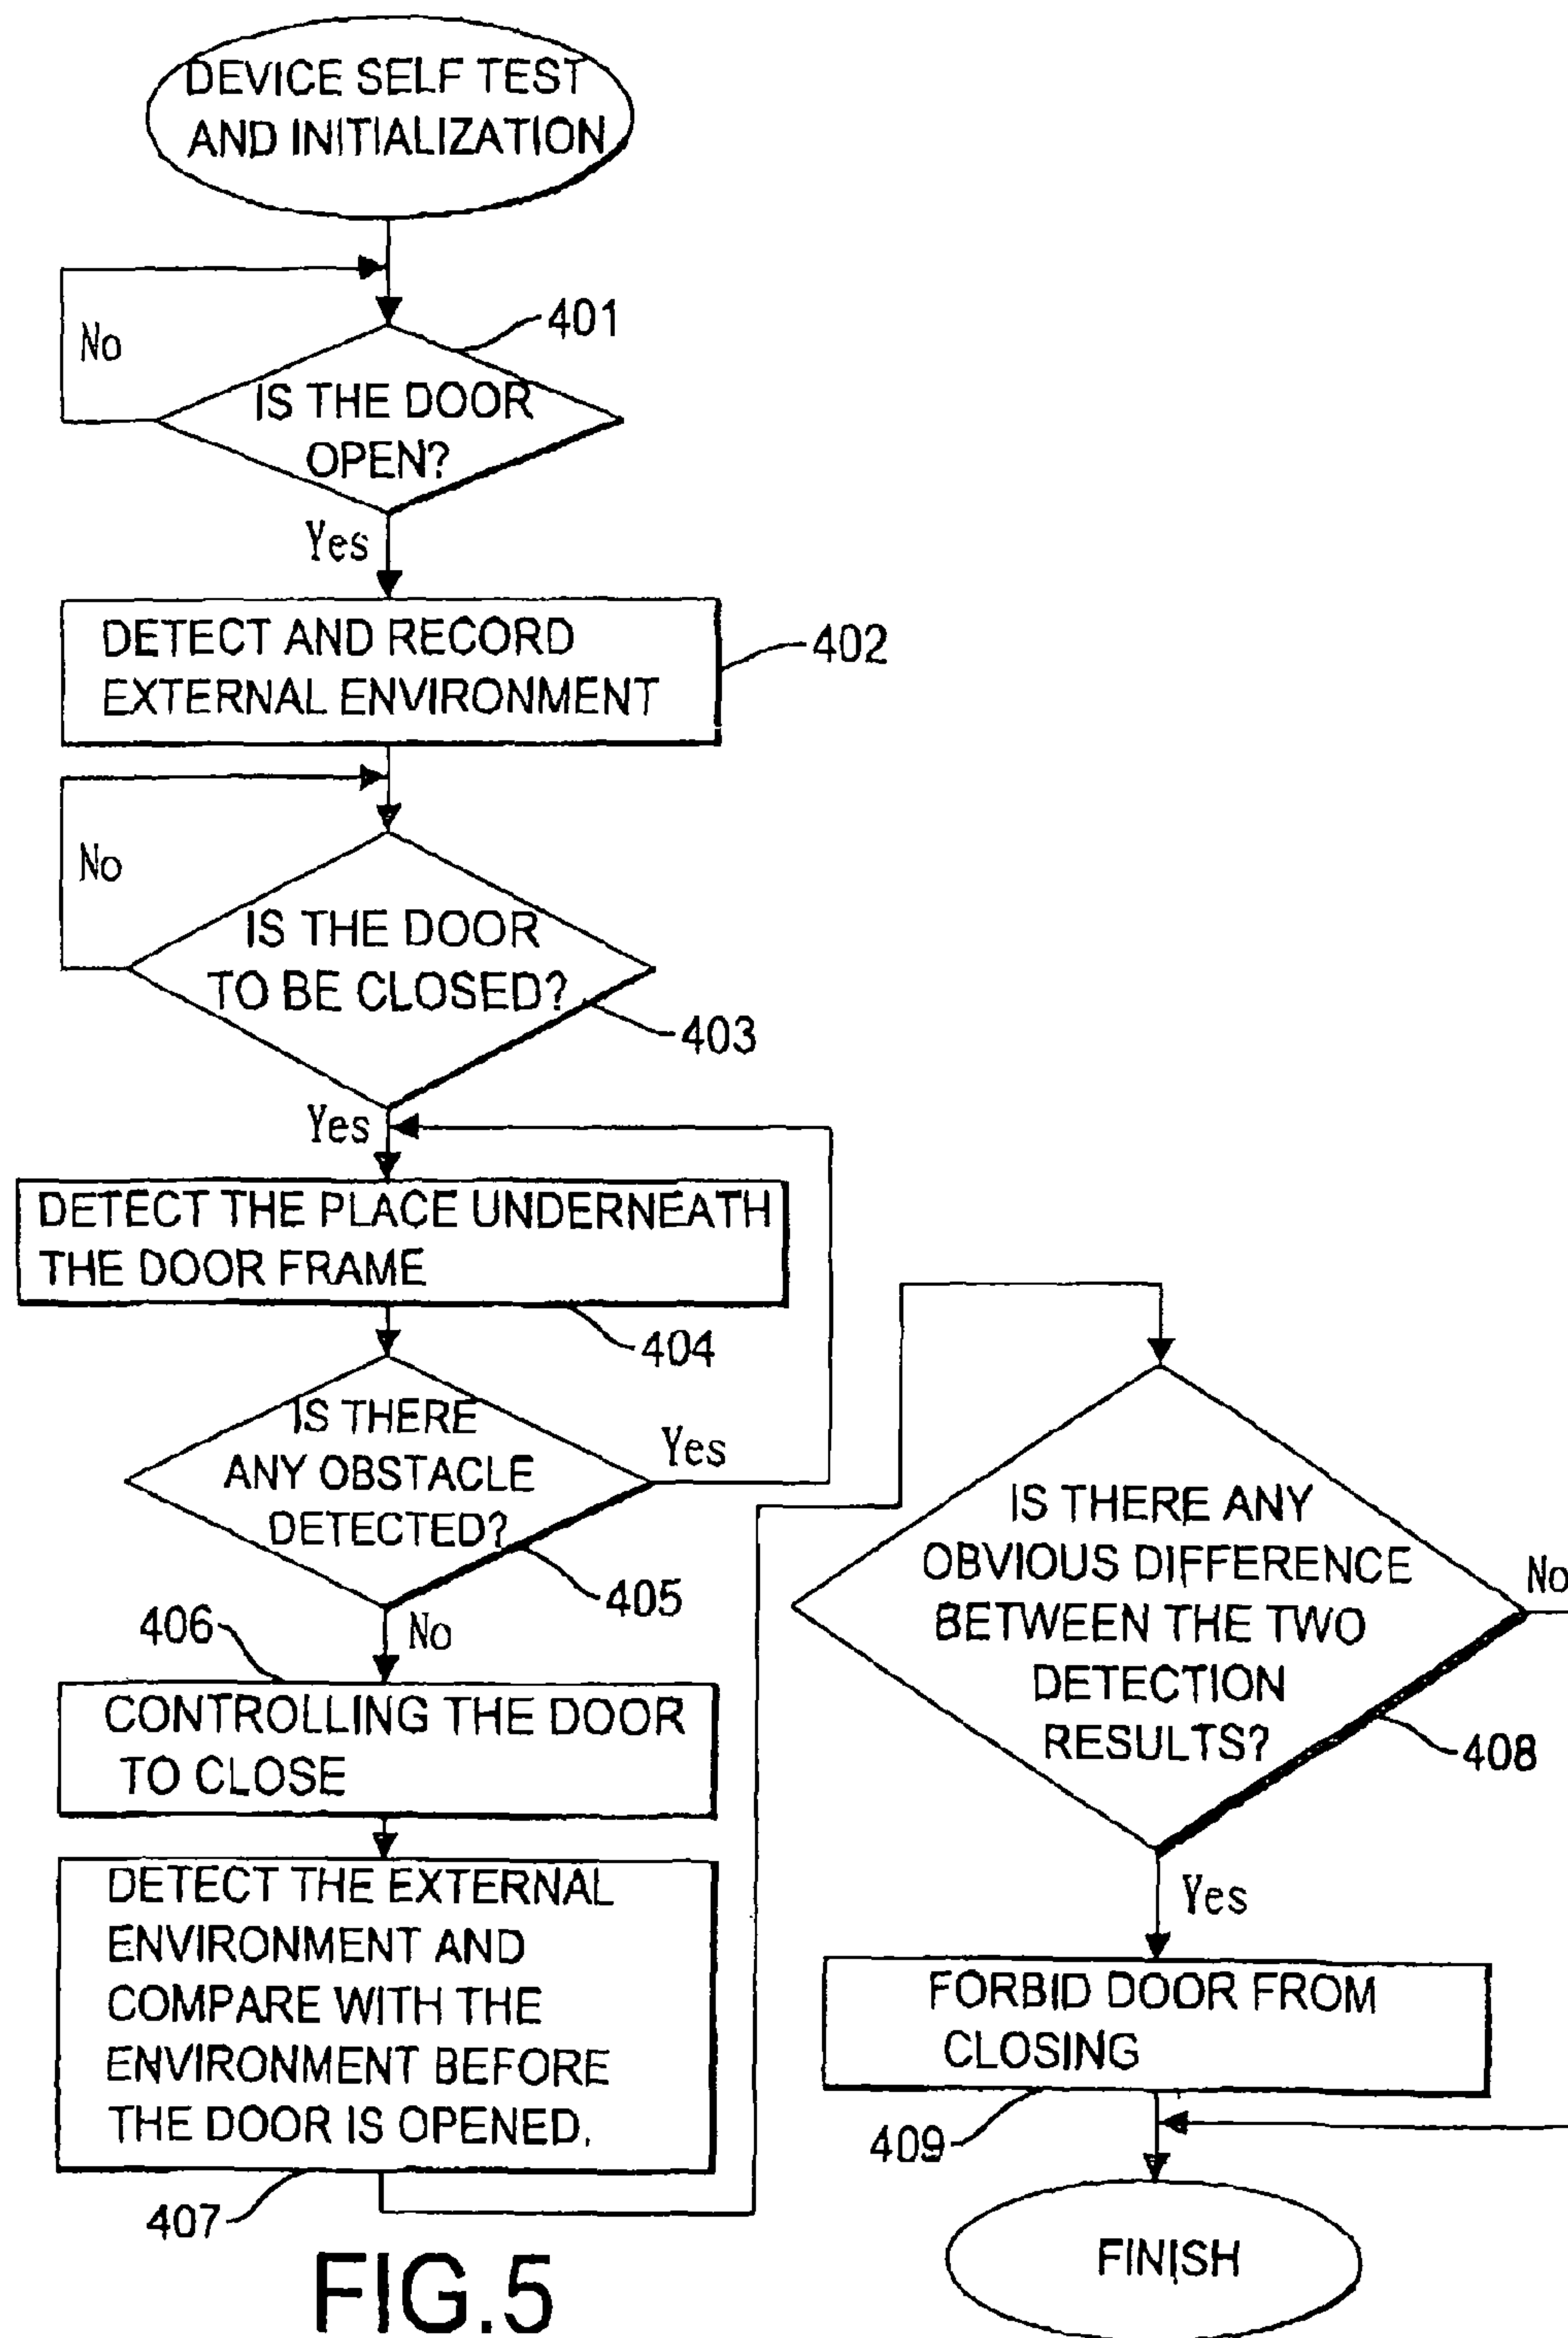 DEVICE SELF TEST
AND INITIALIZATION
No
401
IS THE DOOR
OPEN?
Yes
DETECT AND RECORD
EXTERNAL ENVIRONMENT
402
No
IS THE DOOR
TO BE CLOSED?
403
Yes
DETECT THE PLACE UNDERNEATH
THE DOOR FRAME
404
IS THERE
ANY OBSTACLE
DETECTED?
Yes
405
No
406
CONTROLLING THE DOOR
TO CLOSE
DETECT THE EXTERNAL
ENVIRONMENT AND
COMPARE WITH THE
ENVIRONMENT BEFORE
THE DOOR IS OPENED.
407
IS THERE ANY
OBVIOUS DIFFERENCE
BETWEEN THE TWO
DETECTION
RESULTS?
No
408
Yes
FORBID DOOR FROM
CLOSING
409
FINISH
FIG.5